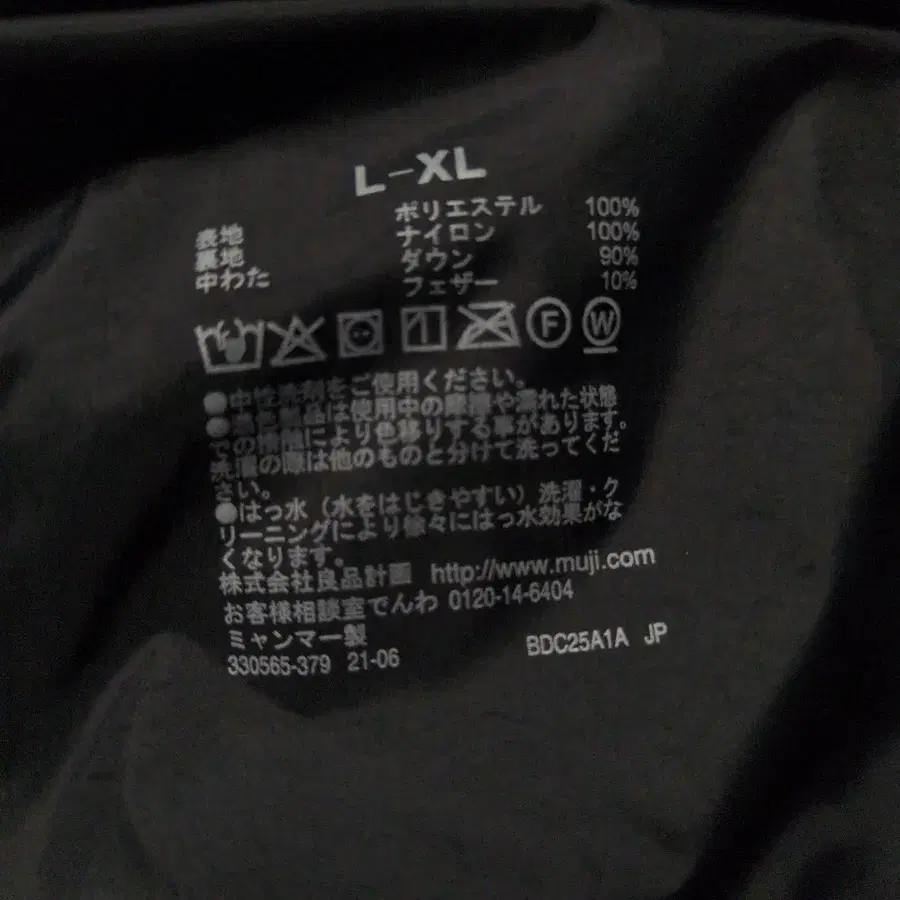 L-XL
表地 ポリエステル 100%
裏地 ナイロン 100%
中わた ダウン 90%
フェザー 10%
F W
●中性洗剤をご使用ください。
●濃色製品は使用中の摩擦や濡れた状態
での摩擦により色移りする事があります。
洗濯の際は他のものと分けて洗ってくだ
さい。
●はっ水（水をはじきやすい）洗濯・ク
リーニングにより徐々にはっ水効果がな
くなります。
株式会社良品計画 http://www.muji.com
お客様相談室でんわ 0120-14-6404
ミャンマー製
330565-379 21-06 BDC25A1A JP